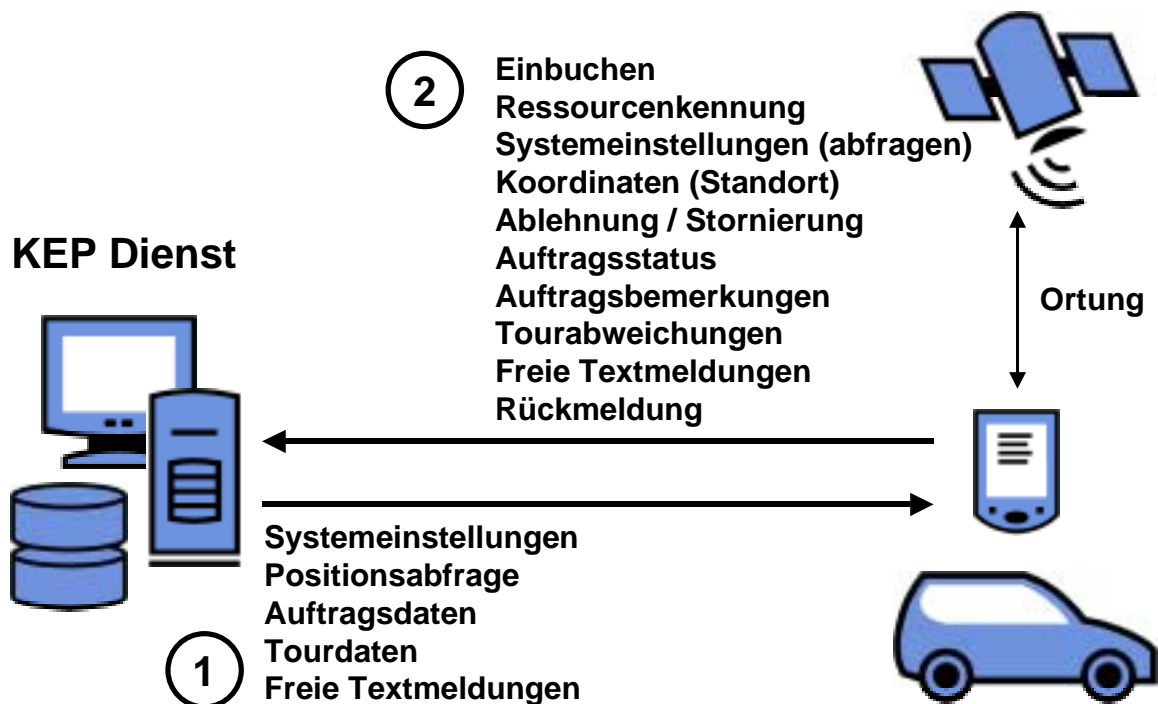 2
Einbuchen
Ressourcenkennung
Systemeinstellungen (abfragen)
Koordinaten (Standort)
Ablehnung / Stornierung
Auftragsstatus
Auftragsbemerkungen
Tourabweichungen
Freie Textmeldungen
Rückmeldung
KEP Dienst
Ortung
1
Systemeinstellungen
Positionsabfrage
Auftragsdaten
Tourdaten
Freie Textmeldungen